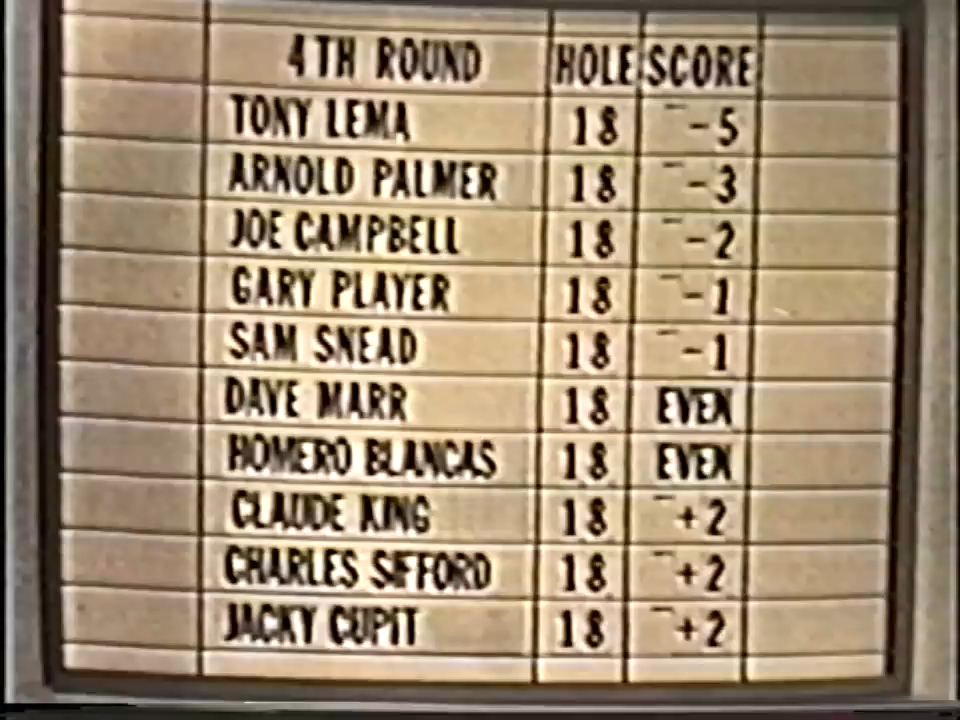 4TH ROUND HOLE SCORE
TONY LEMA 18 -5
ARNOLD PALMER 18 -3
JOE CAMPBELL 18 -2
GARY PLAYER 18 -1
SAM SNEAD 18 -1
DAVE MARR 18 EVEN
HOMERO BLANCAS 18 EVEN
CLAUDE KING 18 +2
CHARLES SIFFORD 18 +2
JACKY CUPIT 18 +2